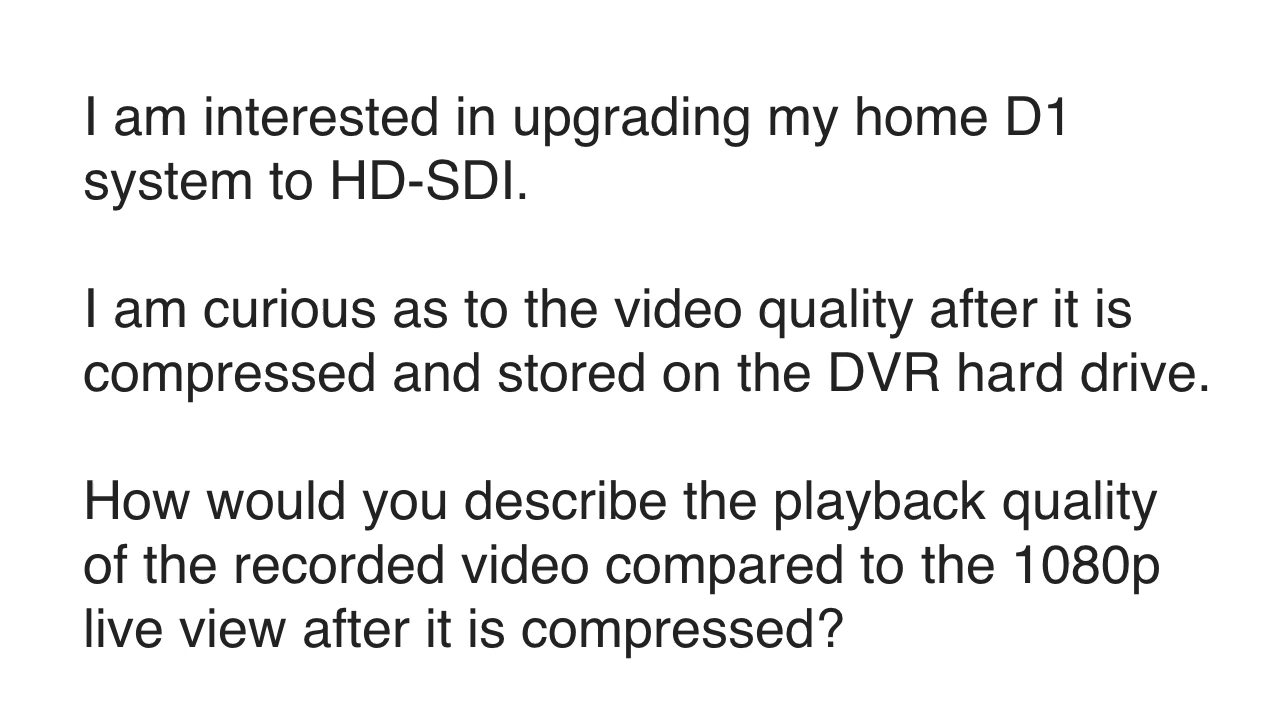 I am interested in upgrading my home D1
system to HD-SDI.
I am curious as to the video quality after it is
compressed and stored on the DVR hard drive.
How would you describe the playback quality
of the recorded video compared to the 1080p
live view after it is compressed?